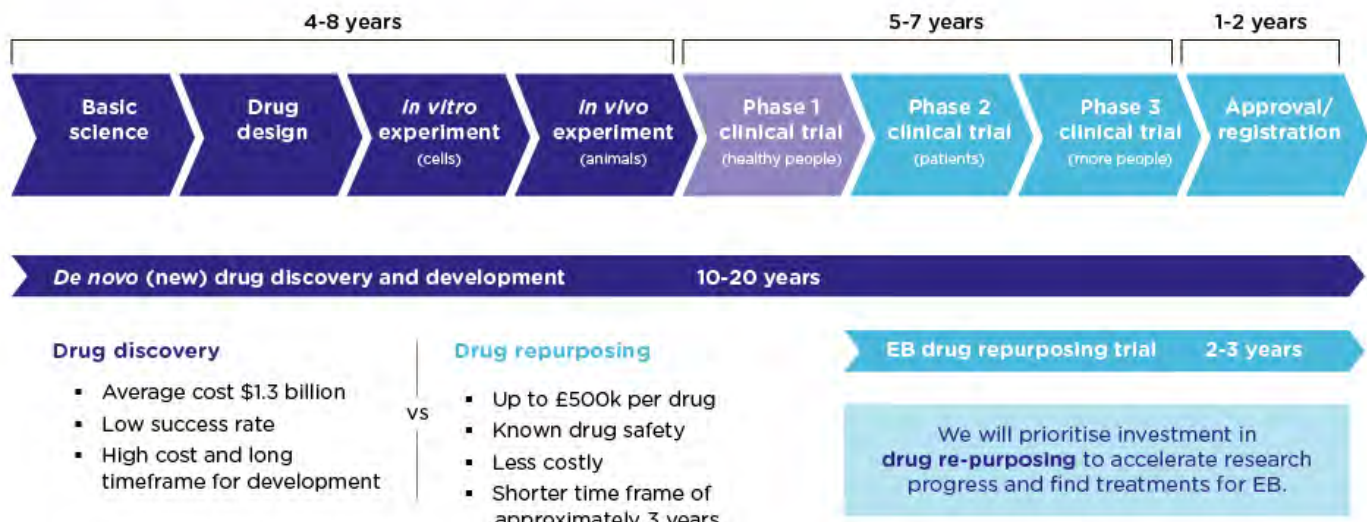 4-8 years
5-7 years
1-2 years
Basic
science
Drug
design
In vitro
experiment
(cells)
In vivo
experiment
(animals)
Phase 1
clinical trial
(healthy people)
Phase 2
clinical trial
(patients)
Phase 3
clinical trial
(more people)
Approval/
registration
De novo (new) drug discovery and development 10-20 years
Drug discovery
▪ Average cost $1.3 billion
▪ Low success rate
▪ High cost and long
timeframe for development
vs
Drug repurposing
▪ Up to £500k per drug
▪ Known drug safety
▪ Less costly
▪ Shorter time frame of
approximately 3 years
EB drug repurposing trial 2-3 years
We will prioritise investment in
drug re-purposing to accelerate research
progress and find treatments for EB.